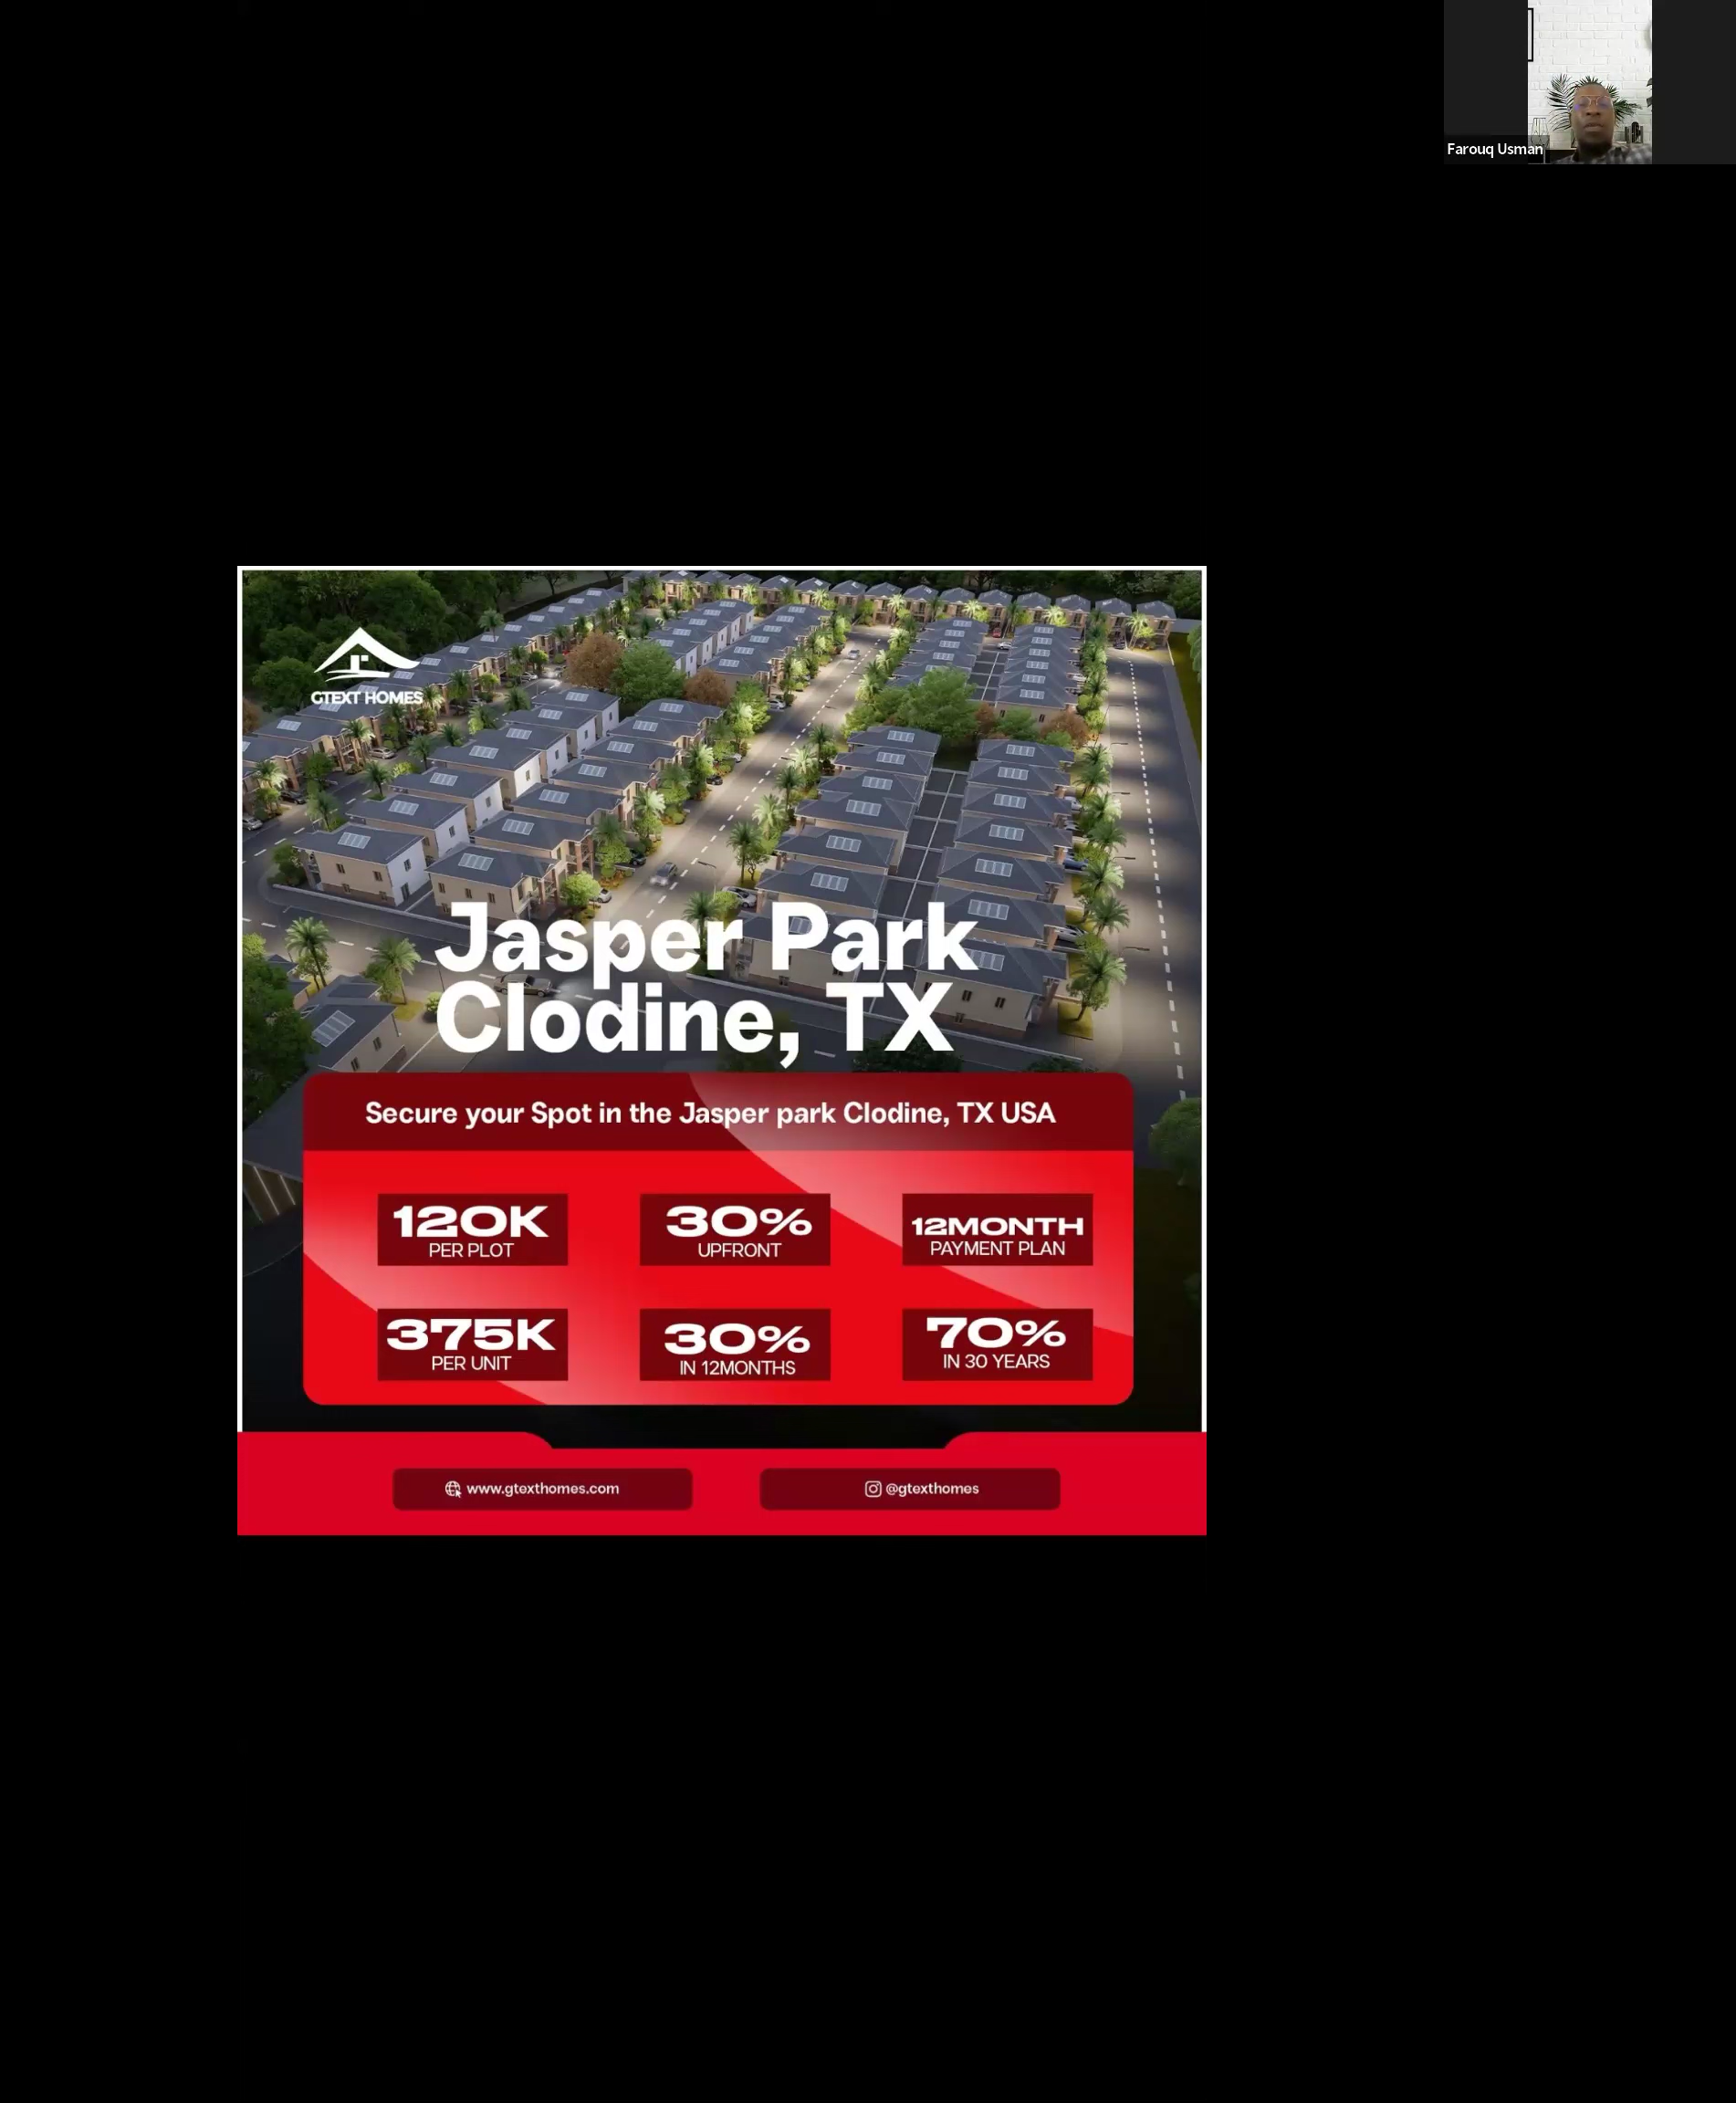 Farouq Usman
GTEXT HOMES
Jasper Park
Clodine, TX
Secure your Spot in the Jasper park Clodine, TX USA
120K
PER PLOT
30%
UPFRONT
12MONTH
PAYMENT PLAN
375K
PER UNIT
30%
IN 12MONTHS
70%
IN 30 YEARS
www.gtexthomes.com
@gtexthomes